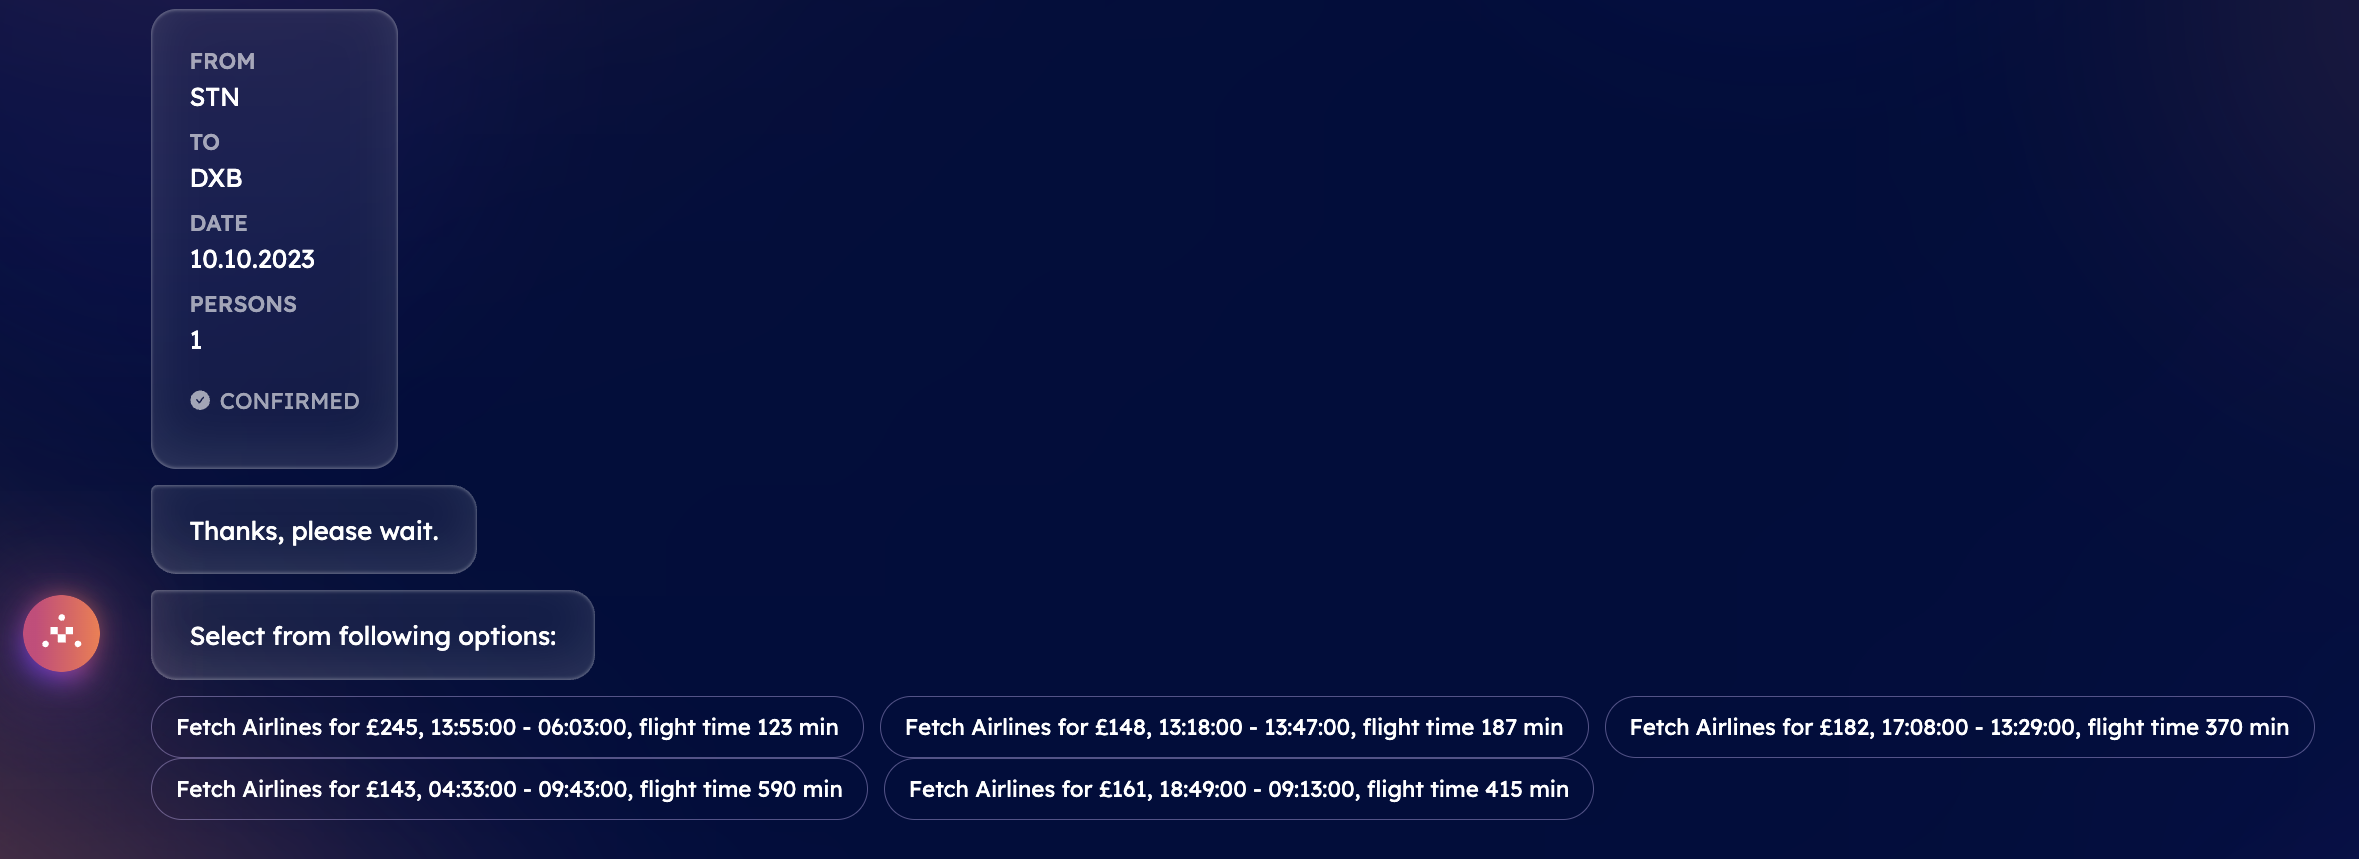 FROM
STN
TO
DXB
DATE
10.10.2023
PERSONS
1
CONFIRMED
Thanks, please wait.
Select from following options:
Fetch Airlines for £245, 13:55:00 - 06:03:00, flight time 123 min
Fetch Airlines for £148, 13:18:00 - 13:47:00, flight time 187 min
Fetch Airlines for £182, 17:08:00 - 13:29:00, flight time 370 min
Fetch Airlines for £143, 04:33:00 - 09:43:00, flight time 590 min
Fetch Airlines for £161, 18:49:00 - 09:13:00, flight time 415 min